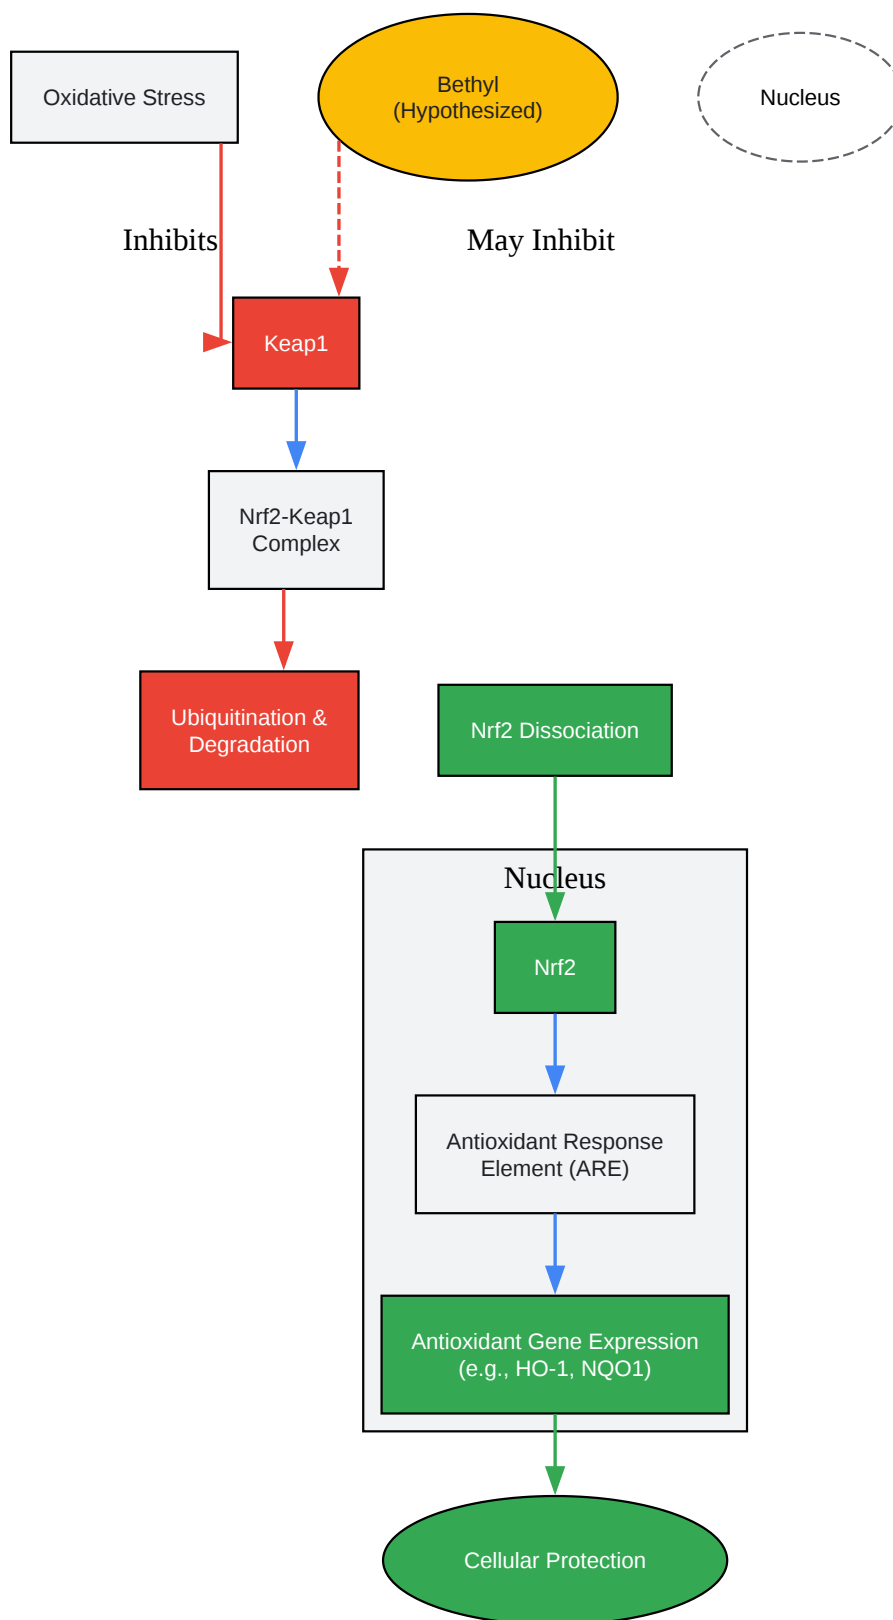 Oxidative Stress
Bethyl
(Hypothesized)
Nucleus
Inhibits
May Inhibit
Keap1
Nrf2-Keap1
Complex
Ubiquitination &
Degradation
Nrf2 Dissociation
Nucleus
Nrf2
Antioxidant Response
Element (ARE)
Antioxidant Gene Expression
(e.g., HO-1, NQO1)
Cellular Protection